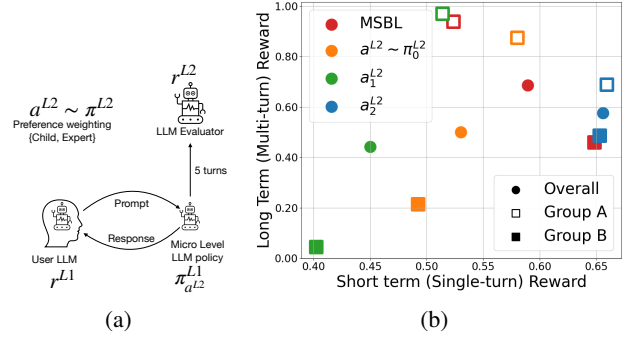 r^{L2}
a^{L2} ~ π^{L2}
Preference weighting
{Child, Expert}
LLM Evaluator
5 turns
Prompt
Response
User LLM
r^{L1}
Micro Level
LLM policy
π^{L1}_{a^{L2}}
(a)
Long Term (Multi-turn) Reward
1.00
0.80
0.60
0.40
0.20
0.00
0.40
0.45
0.50
0.55
0.60
0.65
Short term (Single-turn) Reward
MSBL
a^{L2} ~ π_0^{L2}
a_1^{L2}
a_2^{L2}
Overall
Group A
Group B
(b)